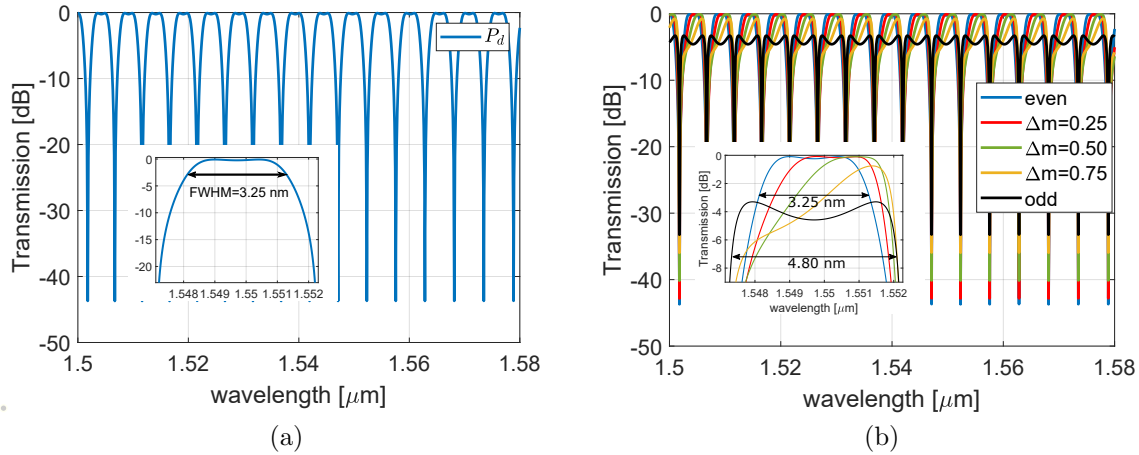 0
-10
-20
-30
-40
-50
Transmission [dB]
P_d
0
-5
-10
-15
-20
FWHM=3.25 nm
1.548 1.549 1.55 1.551 1.552
1.5 1.52 1.54 1.56 1.58
wavelength [μm]
(a)
0
-10
-20
-30
-40
-50
Transmission [dB]
even
Δm=0.25
Δm=0.50
Δm=0.75
odd
0
-2
-4
-6
-8
Transmission [dB]
3.25 nm
4.80 nm
1.548 1.549 1.55 1.551 1.552
wavelength [μm]
1.5 1.52 1.54 1.56 1.58
wavelength [μm]
(b)